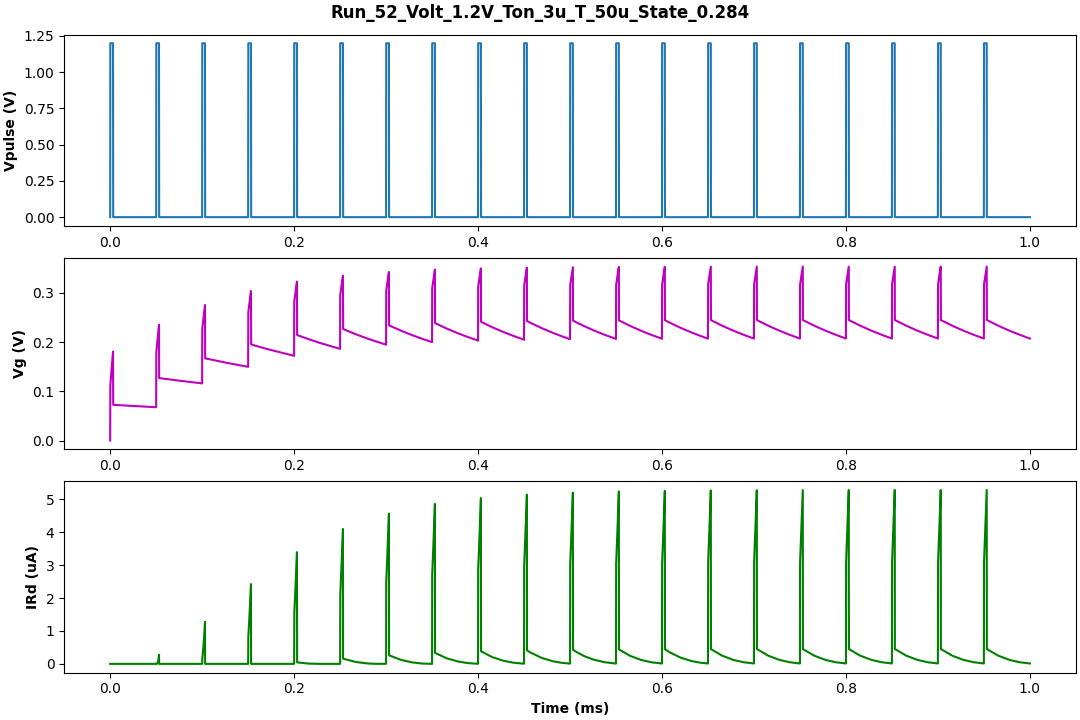 Run_52_Volt_1.2V_Ton_3u_T_50u_State_0.284
1.25
1.00
0.75
0.50
0.25
0.00
Vpulse (V)
0.0 0.2 0.4 0.6 0.8 1.0
0.3
0.2
0.1
0.0
Vg (V)
0.0 0.2 0.4 0.6 0.8 1.0
5
4
3
2
1
0
IRd (uA)
0.0 0.2 0.4 0.6 0.8 1.0
Time (ms)